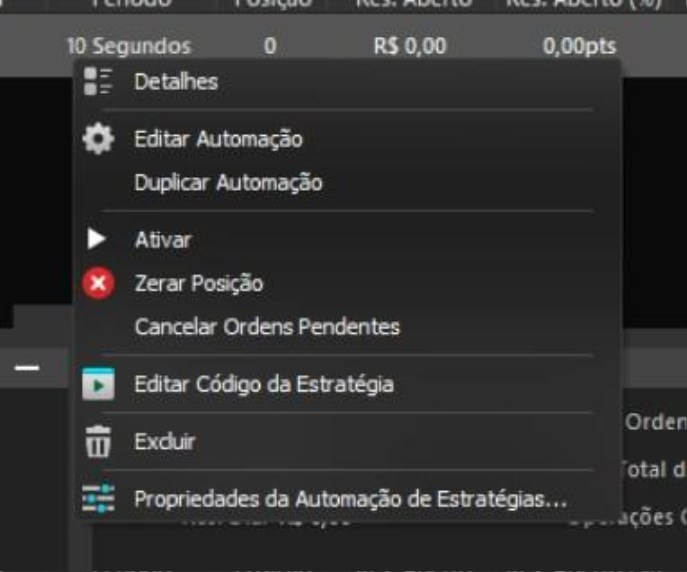 Período Posição Res. Aberto Res. Aberto (%)
10 Segundos 0 R$ 0,00 0,00pts
Detalhes
Editar Automação
Duplicar Automação
Ativar
Zerar Posição
Cancelar Ordens Pendentes
Editar Código da Estratégia
Orden
Excluir
Total d
Propriedades da Automação de Estratégias...